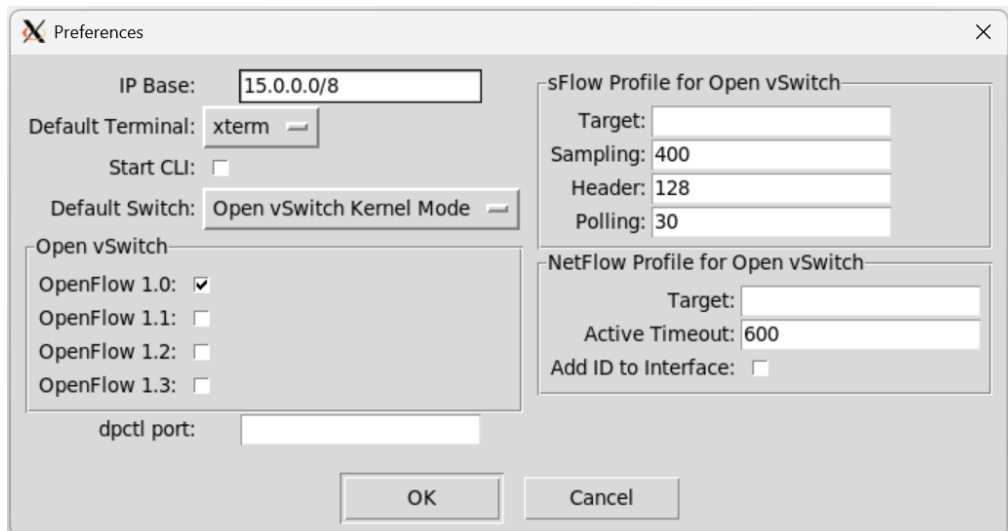 Preferences
IP Base: 15.0.0.0/8
Default Terminal: xterm
Start CLI:
Default Switch: Open vSwitch Kernel Mode
Open vSwitch
OpenFlow 1.0:
OpenFlow 1.1:
OpenFlow 1.2:
OpenFlow 1.3:
dpctl port:
sFlow Profile for Open vSwitch
Target:
Sampling: 400
Header: 128
Polling: 30
NetFlow Profile for Open vSwitch
Target:
Active Timeout: 600
Add ID to Interface:
OK
Cancel